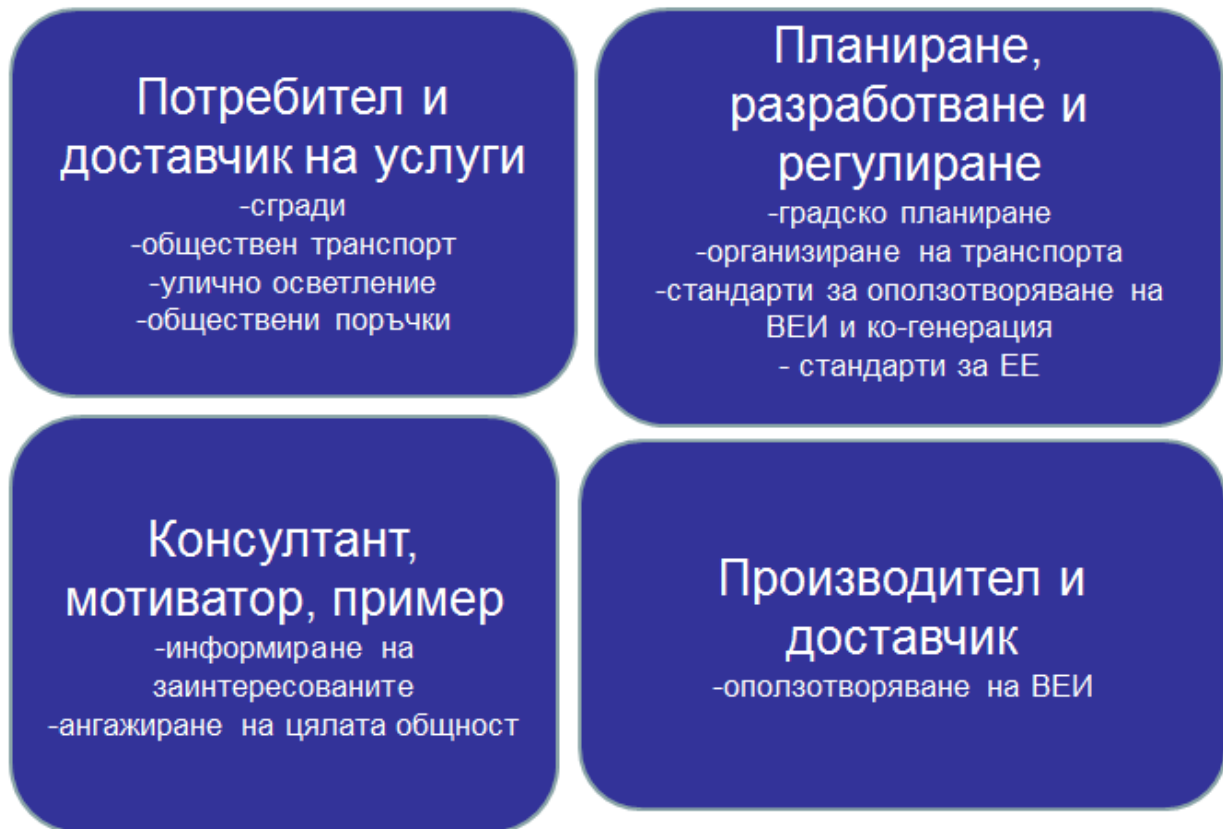 Потребител и
доставчик на услуги
-сгради
-обществен транспорт
-улично осветление
-обществени поръчки
Планиране,
разработване и
регулиране
-градско планиране
-организиране на транспорта
-стандарти за оползотворяване на
ВЕИ и ко-генерация
- стандарти за ЕЕ
Консултант,
мотиватор, пример
-информиране на
заинтересованите
-ангажиране на цялата общност
Производител и
доставчик
-оползотворяване на ВЕИ